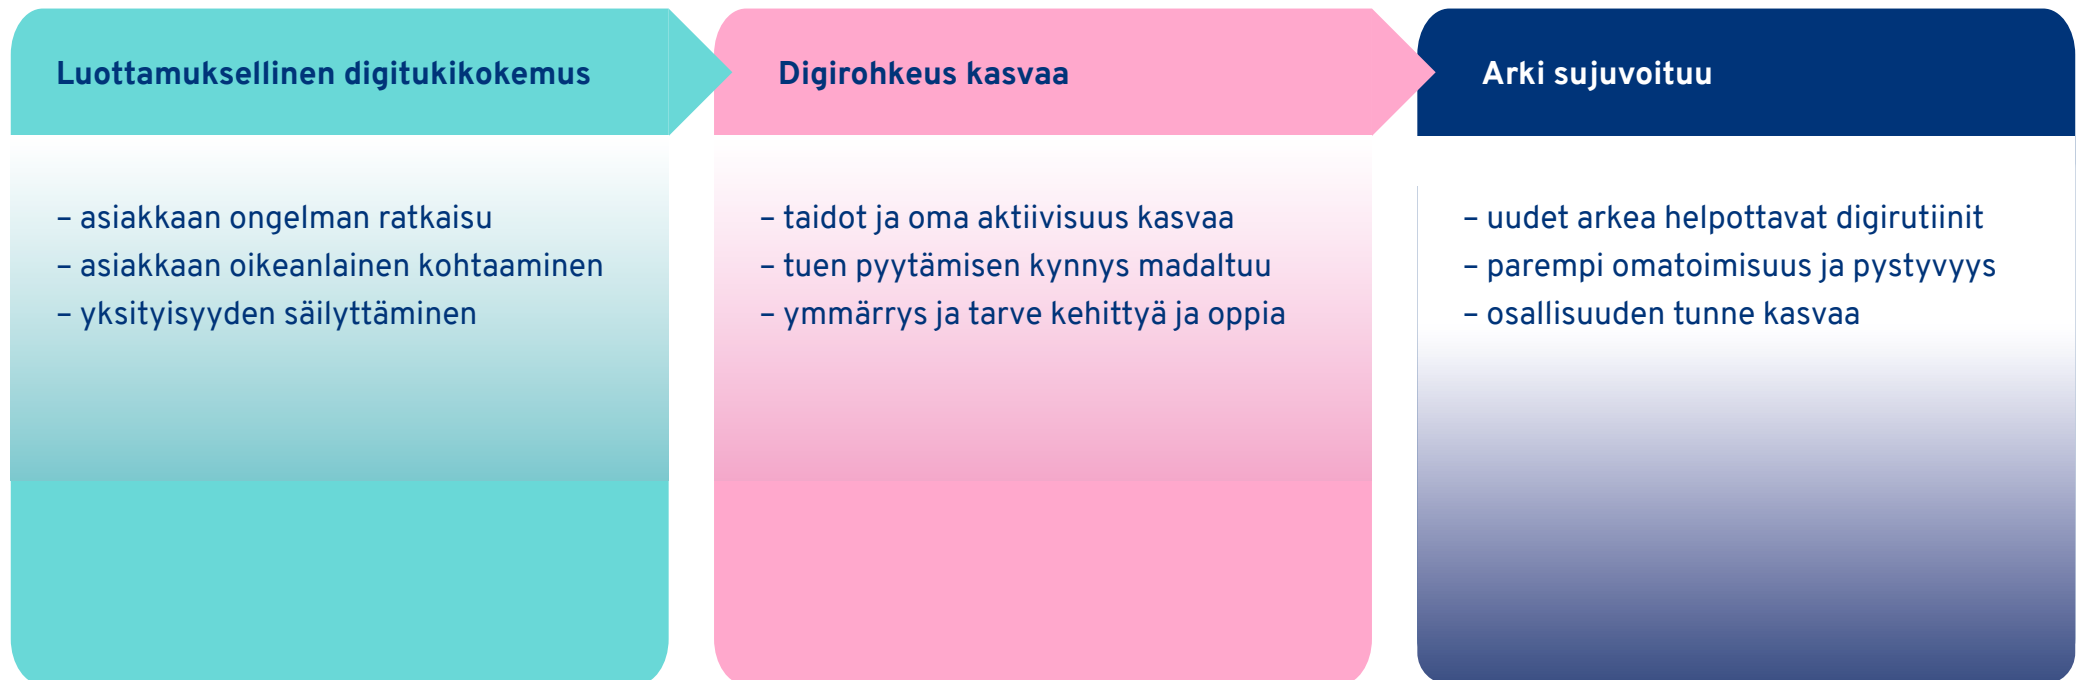 Luottamuksellinen digitukikokemus
– asiakkaan ongelman ratkaisu
– asiakkaan oikeanlainen kohtaaminen
– yksityisyyden säilyttäminen
Digirohkeus kasvaa
– taidot ja oma aktiivisuus kasvaa
– tuen pyytämisen kynnys madaltuu
– ymmärrys ja tarve kehittyä ja oppia
Arki sujuvoituu
– uudet arkea helpottavat digirutiinit
– parempi omatoimisuus ja pystyvyys
– osallisuuden tunne kasvaa